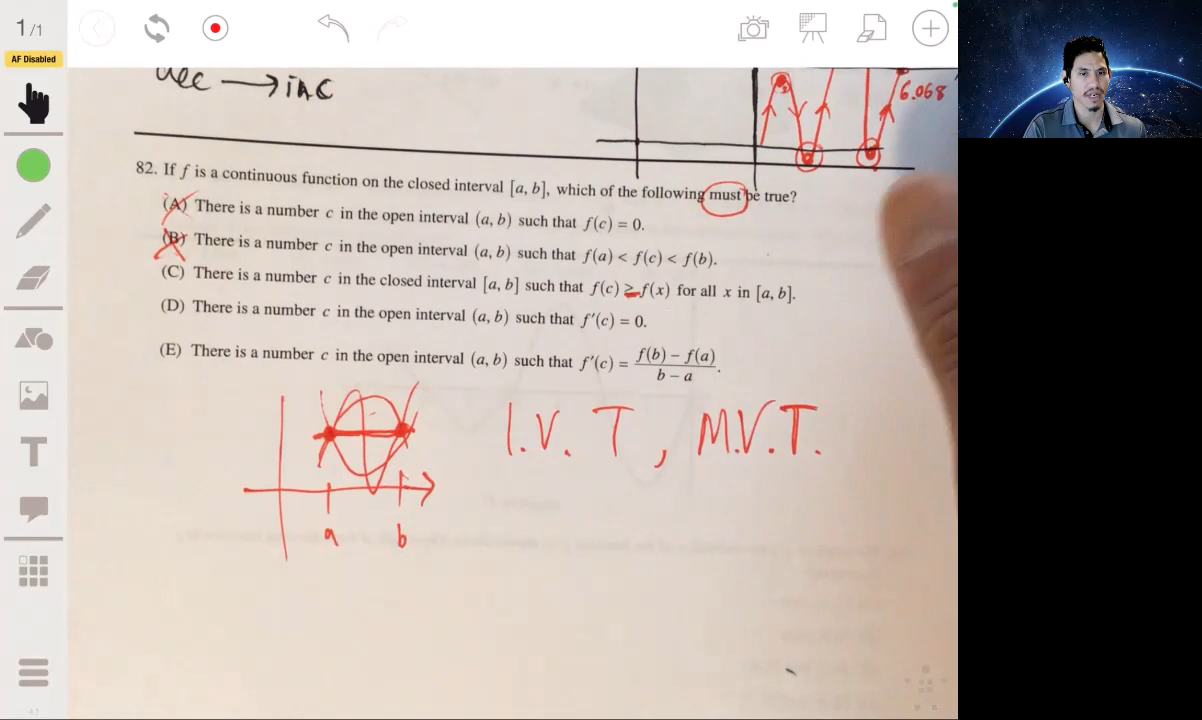 1/1
AF Disabled
dec → inc
6.068
82. If f is a continuous function on the closed interval [a, b], which of the following must be true?
(A) There is a number c in the open interval (a, b) such that f(c) = 0.
(B) There is a number c in the open interval (a, b) such that f(a) < f(c) < f(b).
(C) There is a number c in the closed interval [a, b] such that f(c) ≥ f(x) for all x in [a, b].
(D) There is a number c in the open interval (a, b) such that f′(c) = 0.
(E) There is a number c in the open interval (a, b) such that f′(c) = f(b) − f(a) / b − a.
I.V.T, M.V.T.
a b
T